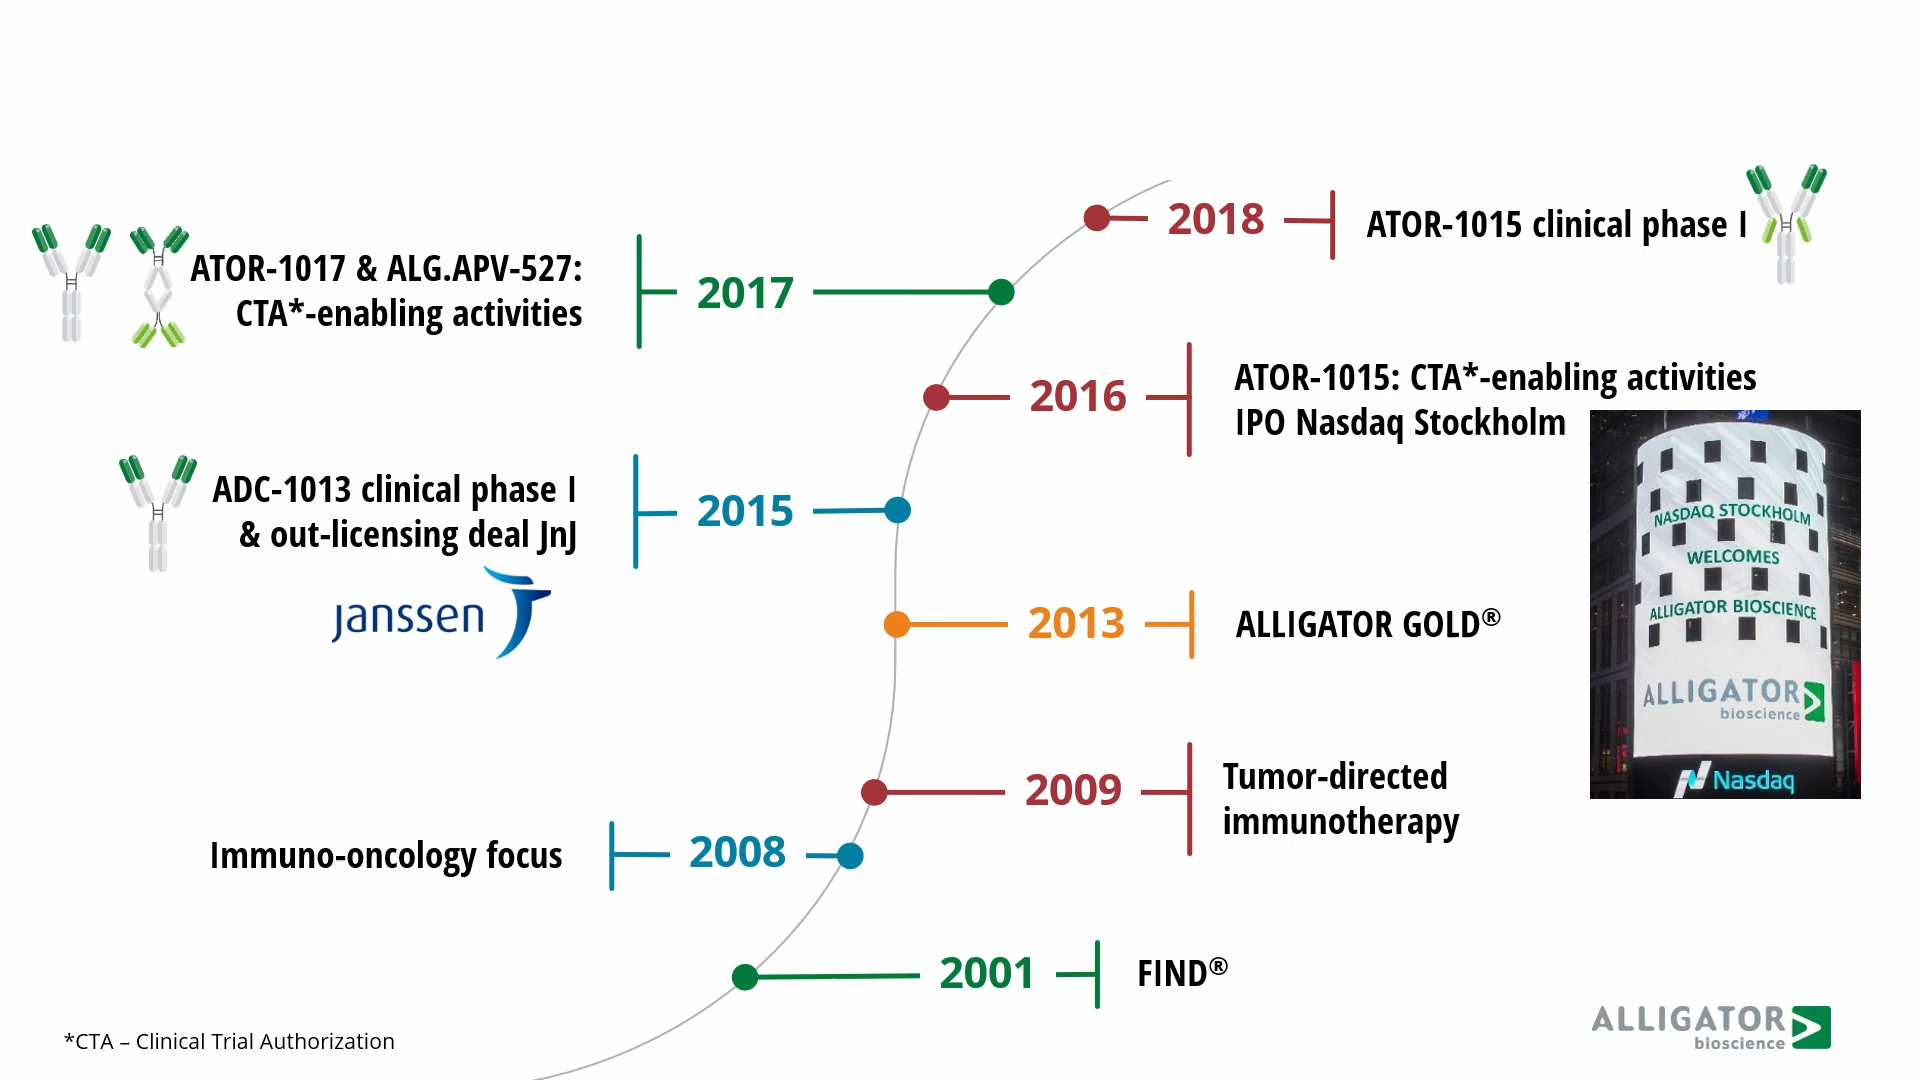 2018
ATOR-1015 clinical phase I
ATOR-1017 & ALG.APV-527:
CTA*-enabling activities
2017
2016
ATOR-1015: CTA*-enabling activities
IPO Nasdaq Stockholm
ADC-1013 clinical phase I
& out-licensing deal JnJ
2015
janssen
NASDAQ STOCKHOLM
WELCOMES
ALLIGATOR BIOSCIENCE
ALLIGATOR
bioscience
Nasdaq
2013
ALLIGATOR GOLD®
2009
Tumor-directed
immunotherapy
Immuno-oncology focus
2008
2001
FIND®
*CTA – Clinical Trial Authorization
ALLIGATOR
bioscience